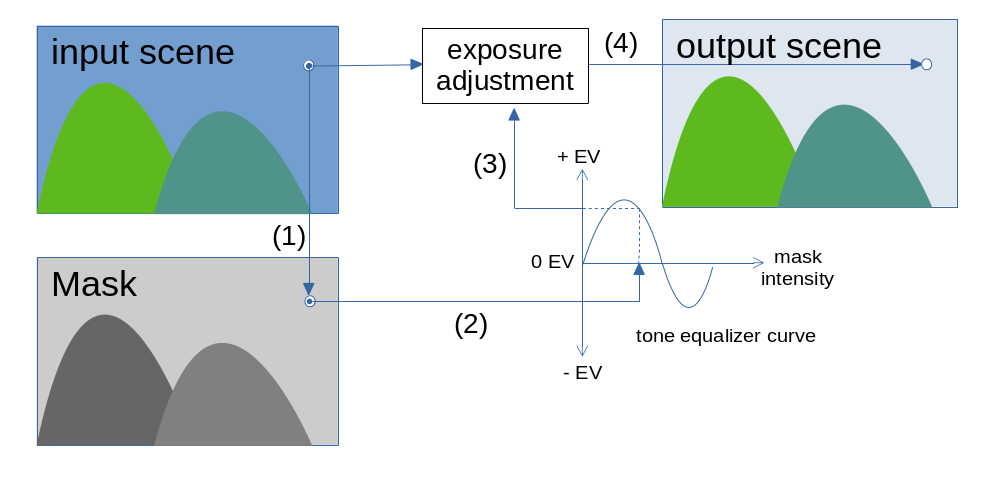 input scene
exposure
adjustment
(4)
output scene
(3)
+ EV
(1)
0 EV
mask
intensity
Mask
(2)
tone equalizer curve
- EV